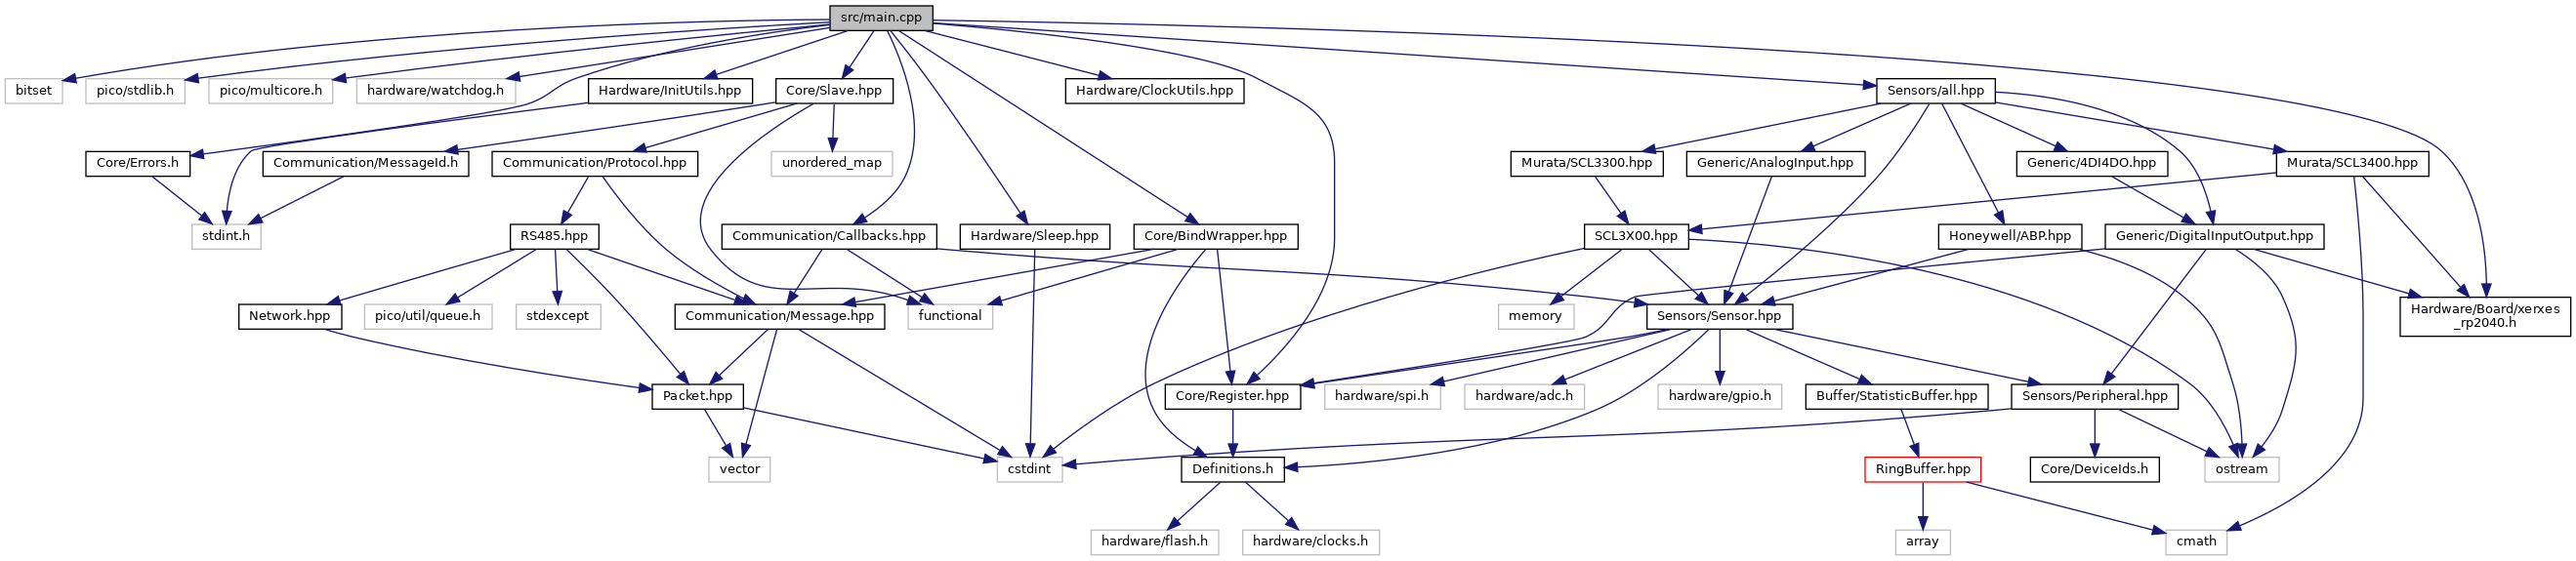 src/main.cpp
bitset
pico/stdlib.h
pico/multicore.h
hardware/watchdog.h
Hardware/InitUtils.hpp
Core/Slave.hpp
Hardware/ClockUtils.hpp
Sensors/all.hpp
Core/Errors.h
Communication/MessageId.h
Communication/Protocol.hpp
unordered_map
Murata/SCL3300.hpp
Generic/AnalogInput.hpp
Generic/4DI4DO.hpp
Murata/SCL3400.hpp
stdint.h
RS485.hpp
Communication/Callbacks.hpp
Hardware/Sleep.hpp
Core/BindWrapper.hpp
SCL3X00.hpp
Honeywell/ABP.hpp
Generic/DigitalInputOutput.hpp
Network.hpp
pico/util/queue.h
stdexcept
Communication/Message.hpp
functional
memory
Sensors/Sensor.hpp
Hardware/Board/xerxes
_rp2040.h
Packet.hpp
Core/Register.hpp
hardware/spi.h
hardware/adc.h
hardware/gpio.h
Buffer/StatisticBuffer.hpp
Sensors/Peripheral.hpp
vector
cstdint
Definitions.h
RingBuffer.hpp
Core/DeviceIds.h
ostream
hardware/flash.h
hardware/clocks.h
array
cmath